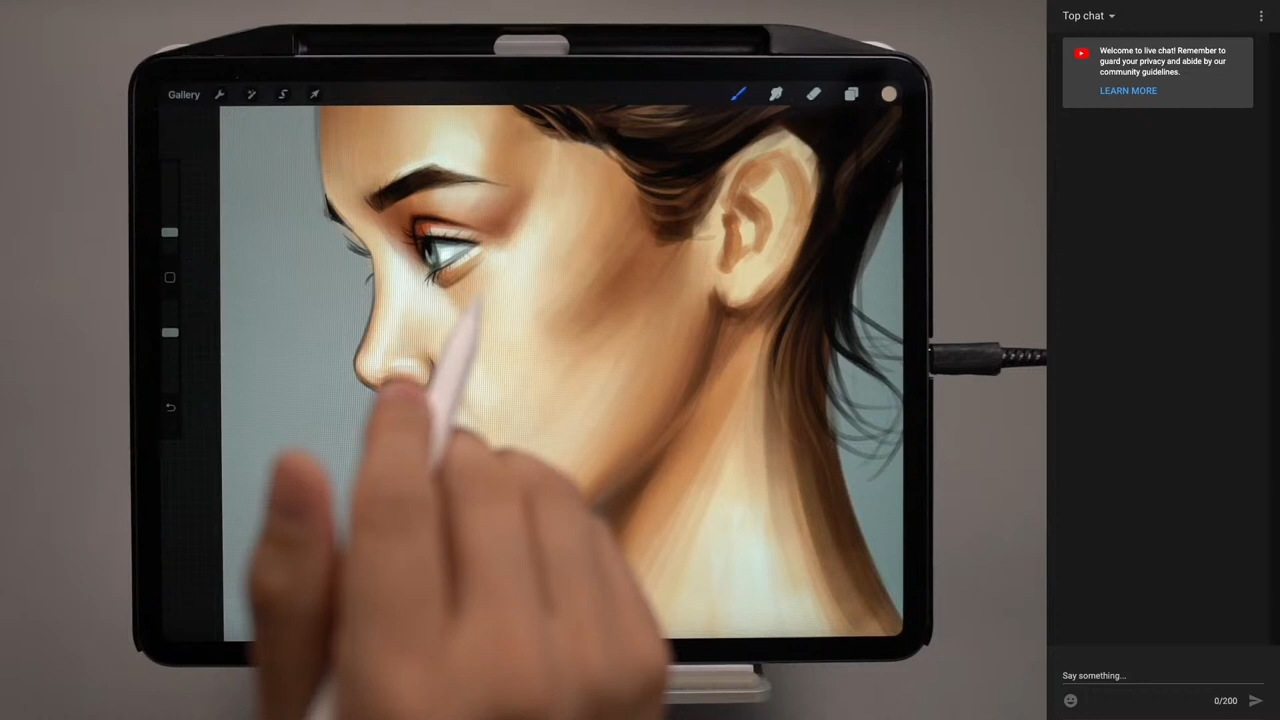 Gallery
Top chat
Welcome to live chat! Remember to
guard your privacy and abide by our
community guidelines.
LEARN MORE
Say something...
0/200